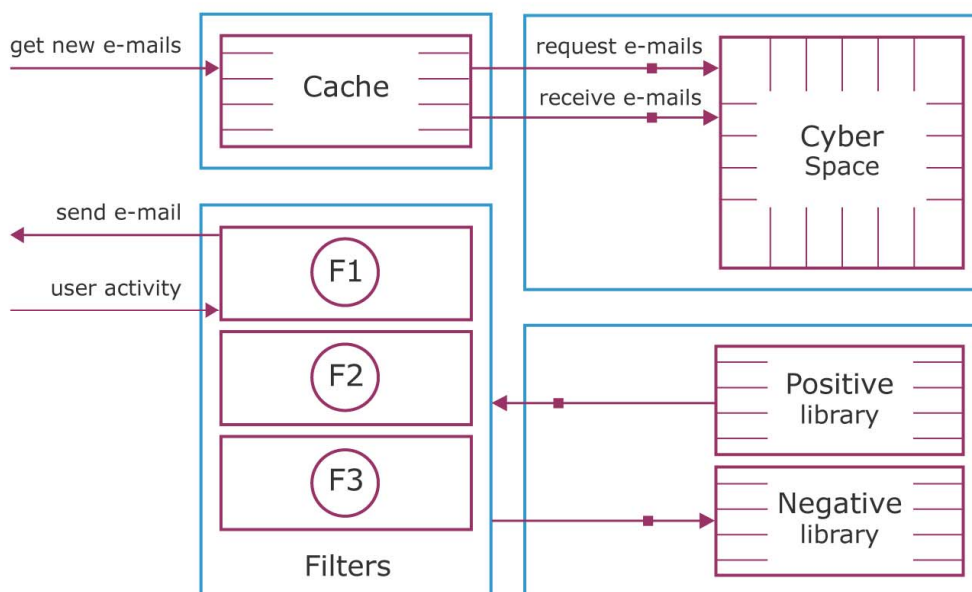 get new e-mails
Cache
request e-mails
receive e-mails
Cyber
Space
send e-mail
user activity
F1
F2
F3
Filters
Positive
library
Negative
library